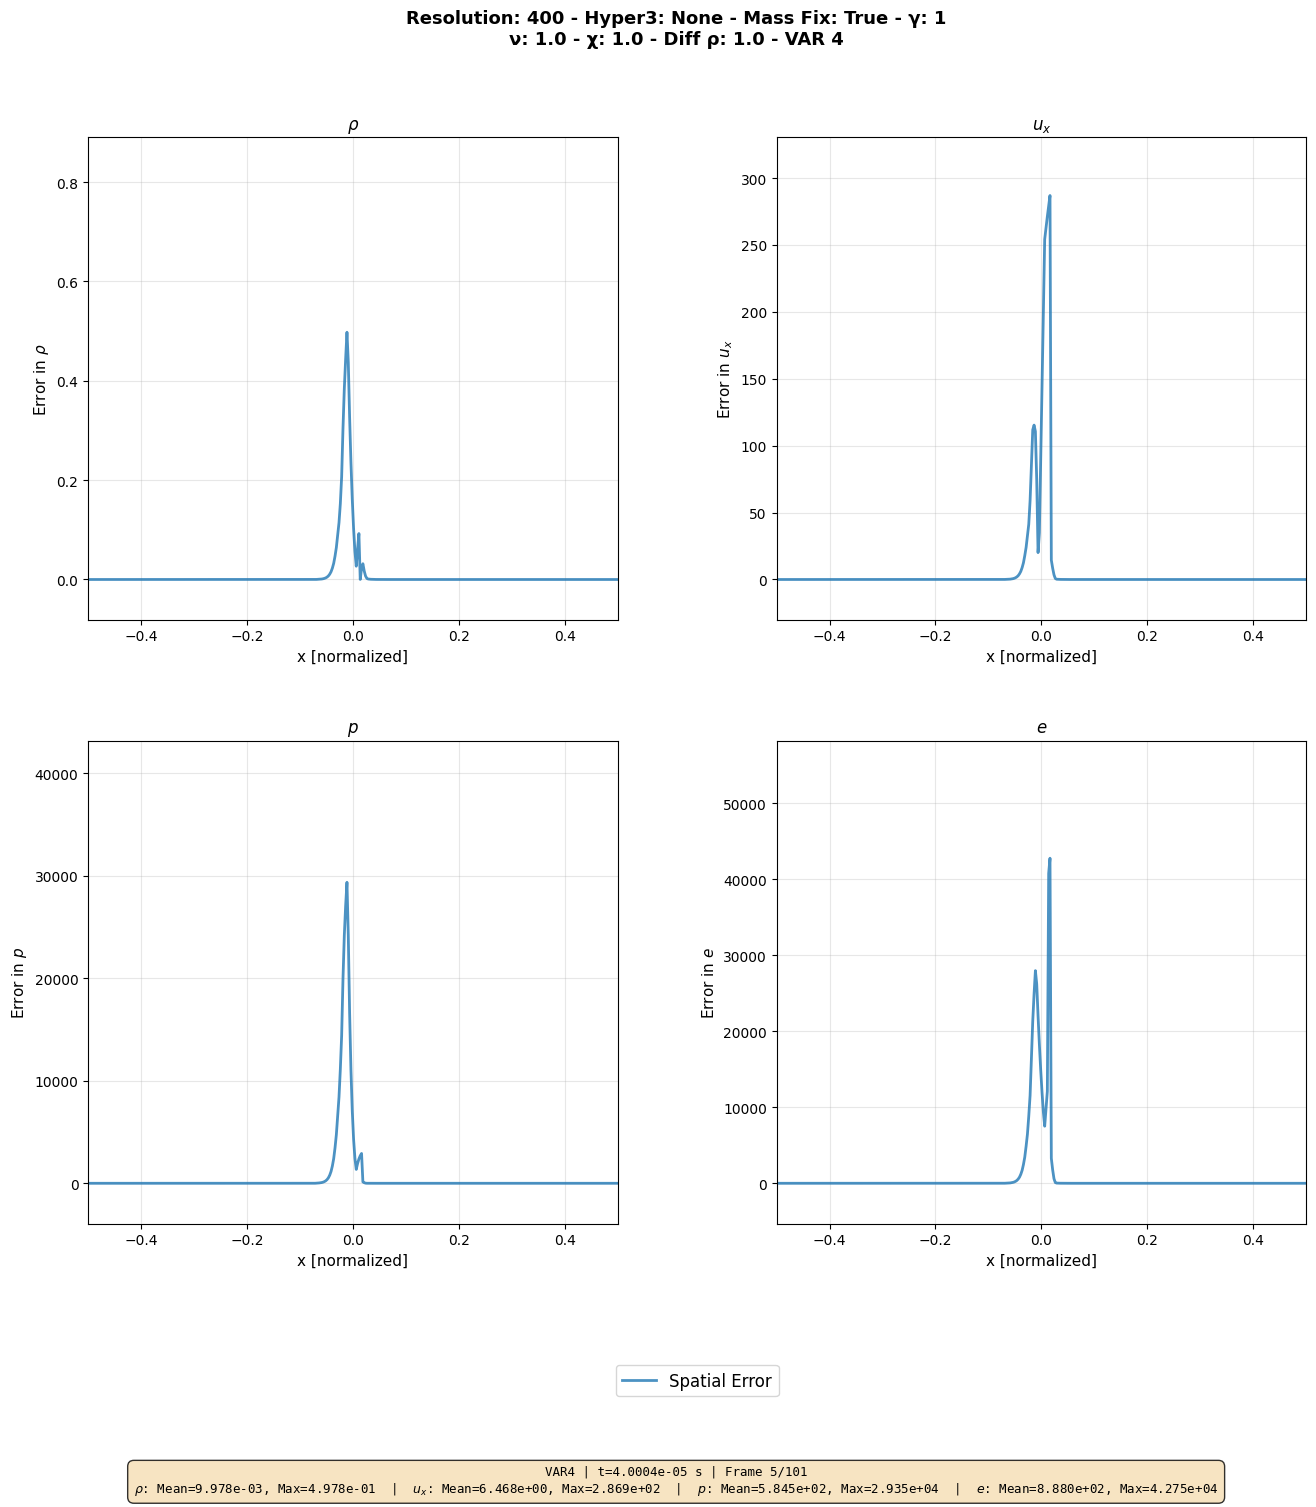 Resolution: 400 - Hyper3: None - Mass Fix: True - γ: 1
ν: 1.0 - χ: 1.0 - Diff ρ: 1.0 - VAR 4
ρ
0.8
0.6
0.4
0.2
0.0
Error in ρ
−0.4 −0.2 0.0 0.2 0.4
x [normalized]
u_x
300
250
200
150
100
50
0
Error in u_x
−0.4 −0.2 0.0 0.2 0.4
x [normalized]
p
40000
30000
20000
10000
0
Error in p
−0.4 −0.2 0.0 0.2 0.4
x [normalized]
e
50000
40000
30000
20000
10000
0
Error in e
−0.4 −0.2 0.0 0.2 0.4
x [normalized]
Spatial Error
VAR4 | t=4.0004e-05 s | Frame 5/101
ρ: Mean=9.978e-03, Max=4.978e-01 | u_x: Mean=6.468e+00, Max=2.869e+02 | p: Mean=5.845e+02, Max=2.935e+04 | e: Mean=8.880e+02, Max=4.275e+04